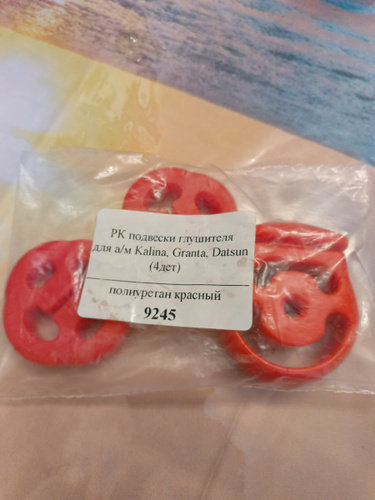 РК подвески глушителя
для а/м Kalina, Granta, Datsun
(4дет)
полиуретан красный
9245